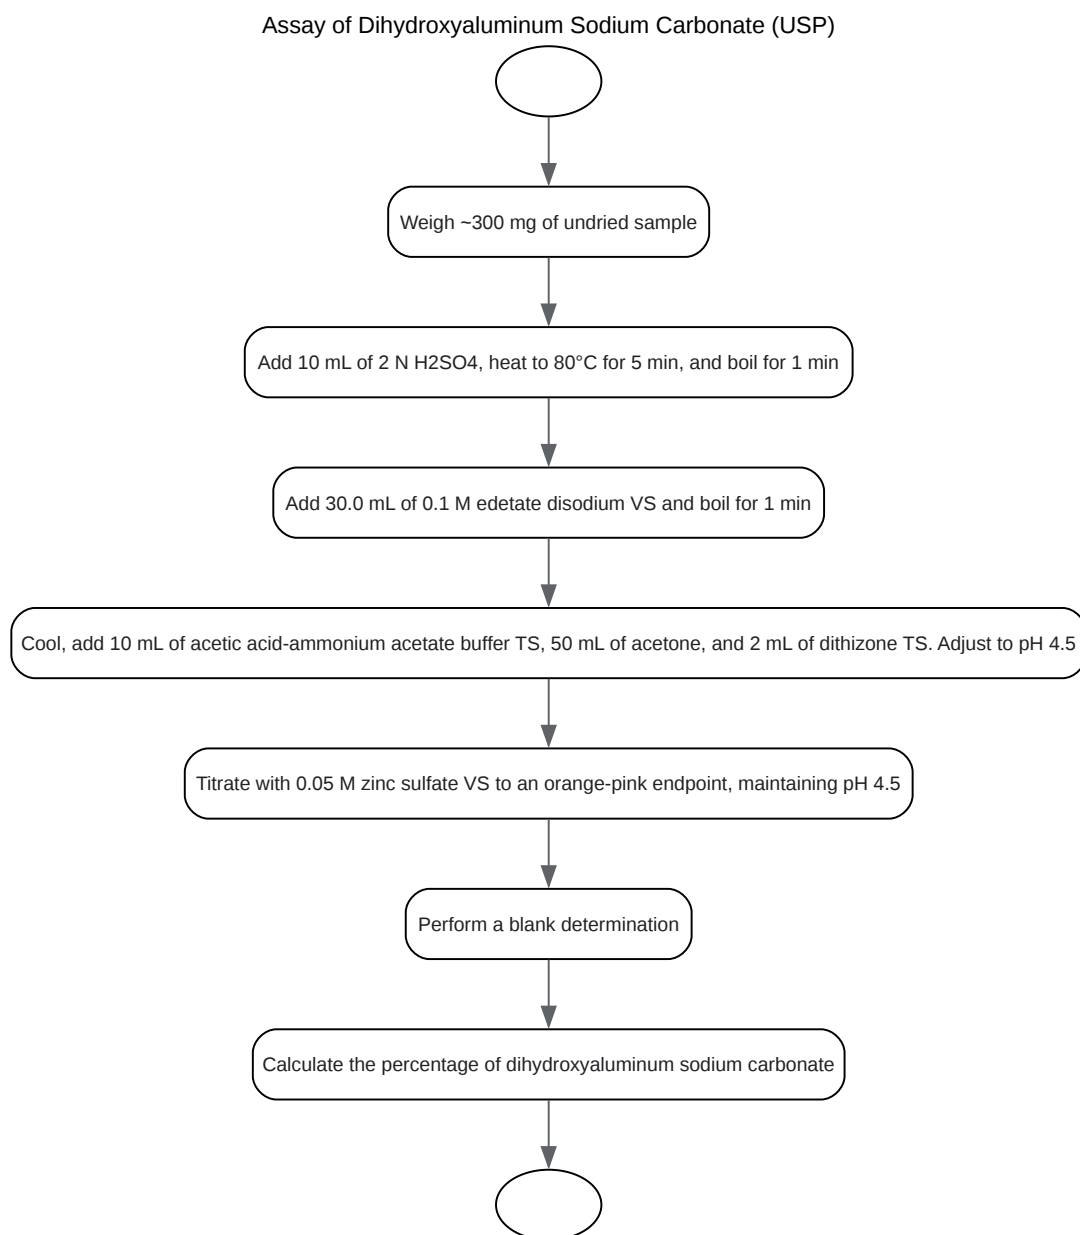 Assay of Dihydroxyaluminum Sodium Carbonate (USP)
Weigh ~300 mg of undried sample
Add 10 mL of 2 N H2SO4, heat to 80°C for 5 min, and boil for 1 min
Add 30.0 mL of 0.1 M edetate disodium VS and boil for 1 min
Cool, add 10 mL of acetic acid-ammonium acetate buffer TS, 50 mL of acetone, and 2 mL of dithizone TS. Adjust to pH 4.5
Titrate with 0.05 M zinc sulfate VS to an orange-pink endpoint, maintaining pH 4.5
Perform a blank determination
Calculate the percentage of dihydroxyaluminum sodium carbonate